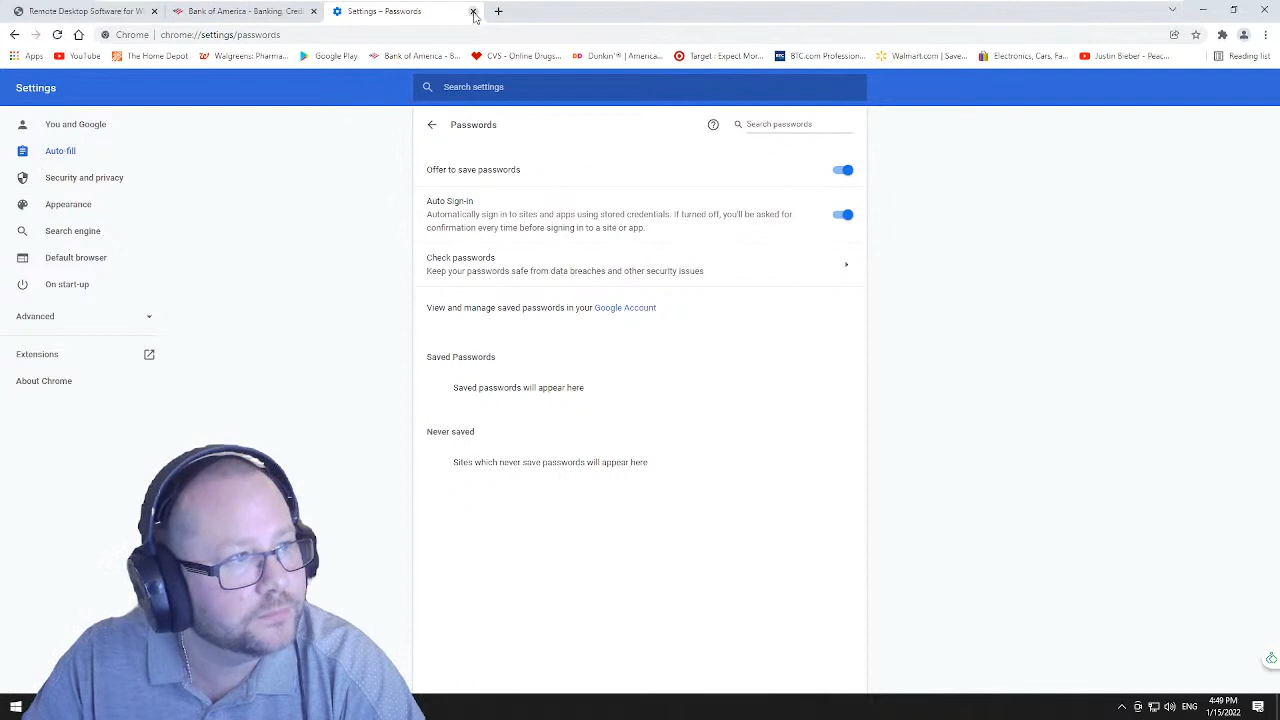 Remote Desktop Software for Wi
Bank of America - Banking, Credi
Settings – Passwords
Chrome | chrome://settings/passwords
Apps
YouTube
The Home Depot
Walgreens: Pharma...
Google Play
Bank of America - B...
CVS - Online Drugs...
Dunkin'® | America...
Target : Expect Mor...
BTC.com Profession...
Walmart.com | Save...
Electronics, Cars, Fa...
Justin Bieber - Peac...
Reading list
Settings
Search settings
You and Google
Auto-fill
Security and privacy
Appearance
Search engine
Default browser
On start-up
Advanced
Extensions
About Chrome
Passwords
Search passwords
Offer to save passwords
Auto Sign-in
Automatically sign in to sites and apps using stored credentials. If turned off, you'll be asked for
confirmation every time before signing in to a site or app.
Check passwords
Keep your passwords safe from data breaches and other security issues
View and manage saved passwords in your Google Account
Saved Passwords
Saved passwords will appear here
Never saved
Sites which never save passwords will appear here
ENG
4:49 PM
1/15/2022